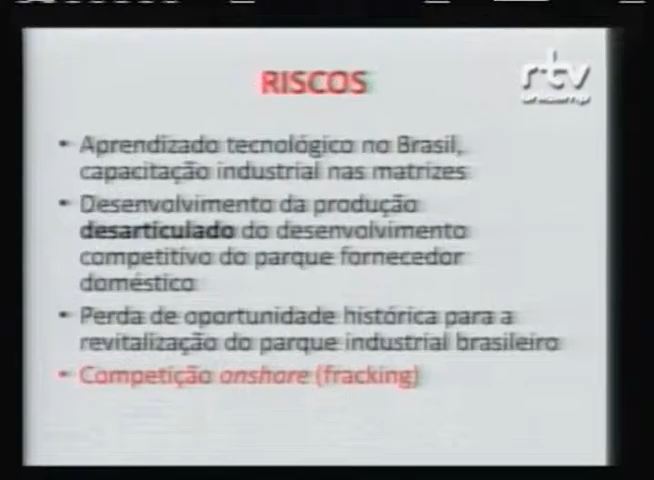 RISCOS
rtv
unicamp
• Aprendizado tecnológico no Brasil,
capacitação industrial nas matrizes
• Desenvolvimento da produção
desarticulado do desenvolvimento
competitivo do parque fornecedor
doméstico
• Perda de oportunidade histórica para a
revitalização do parque industrial brasileiro
• Competição onshore (fracking)